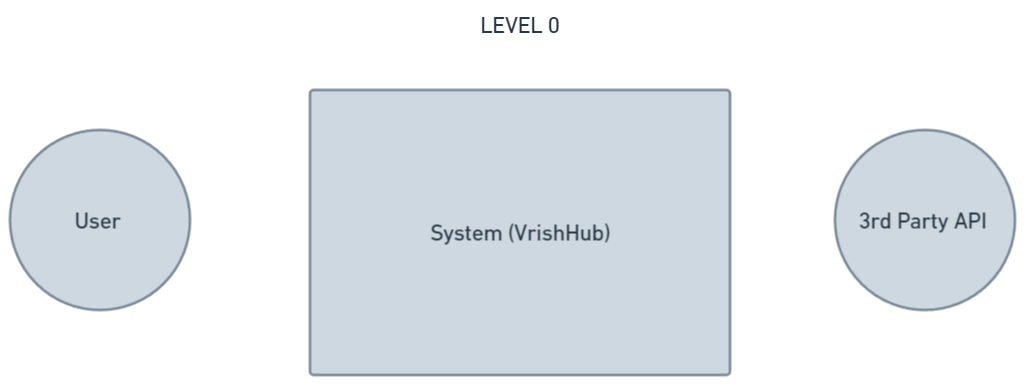 LEVEL 0
User
System (VrishHub)
3rd Party API